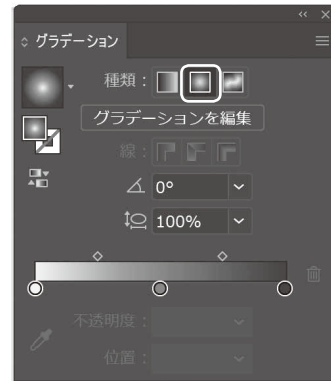 グラデーション
種類：
グラデーションを編集
線：
0°
100%
不透明度：
位置：